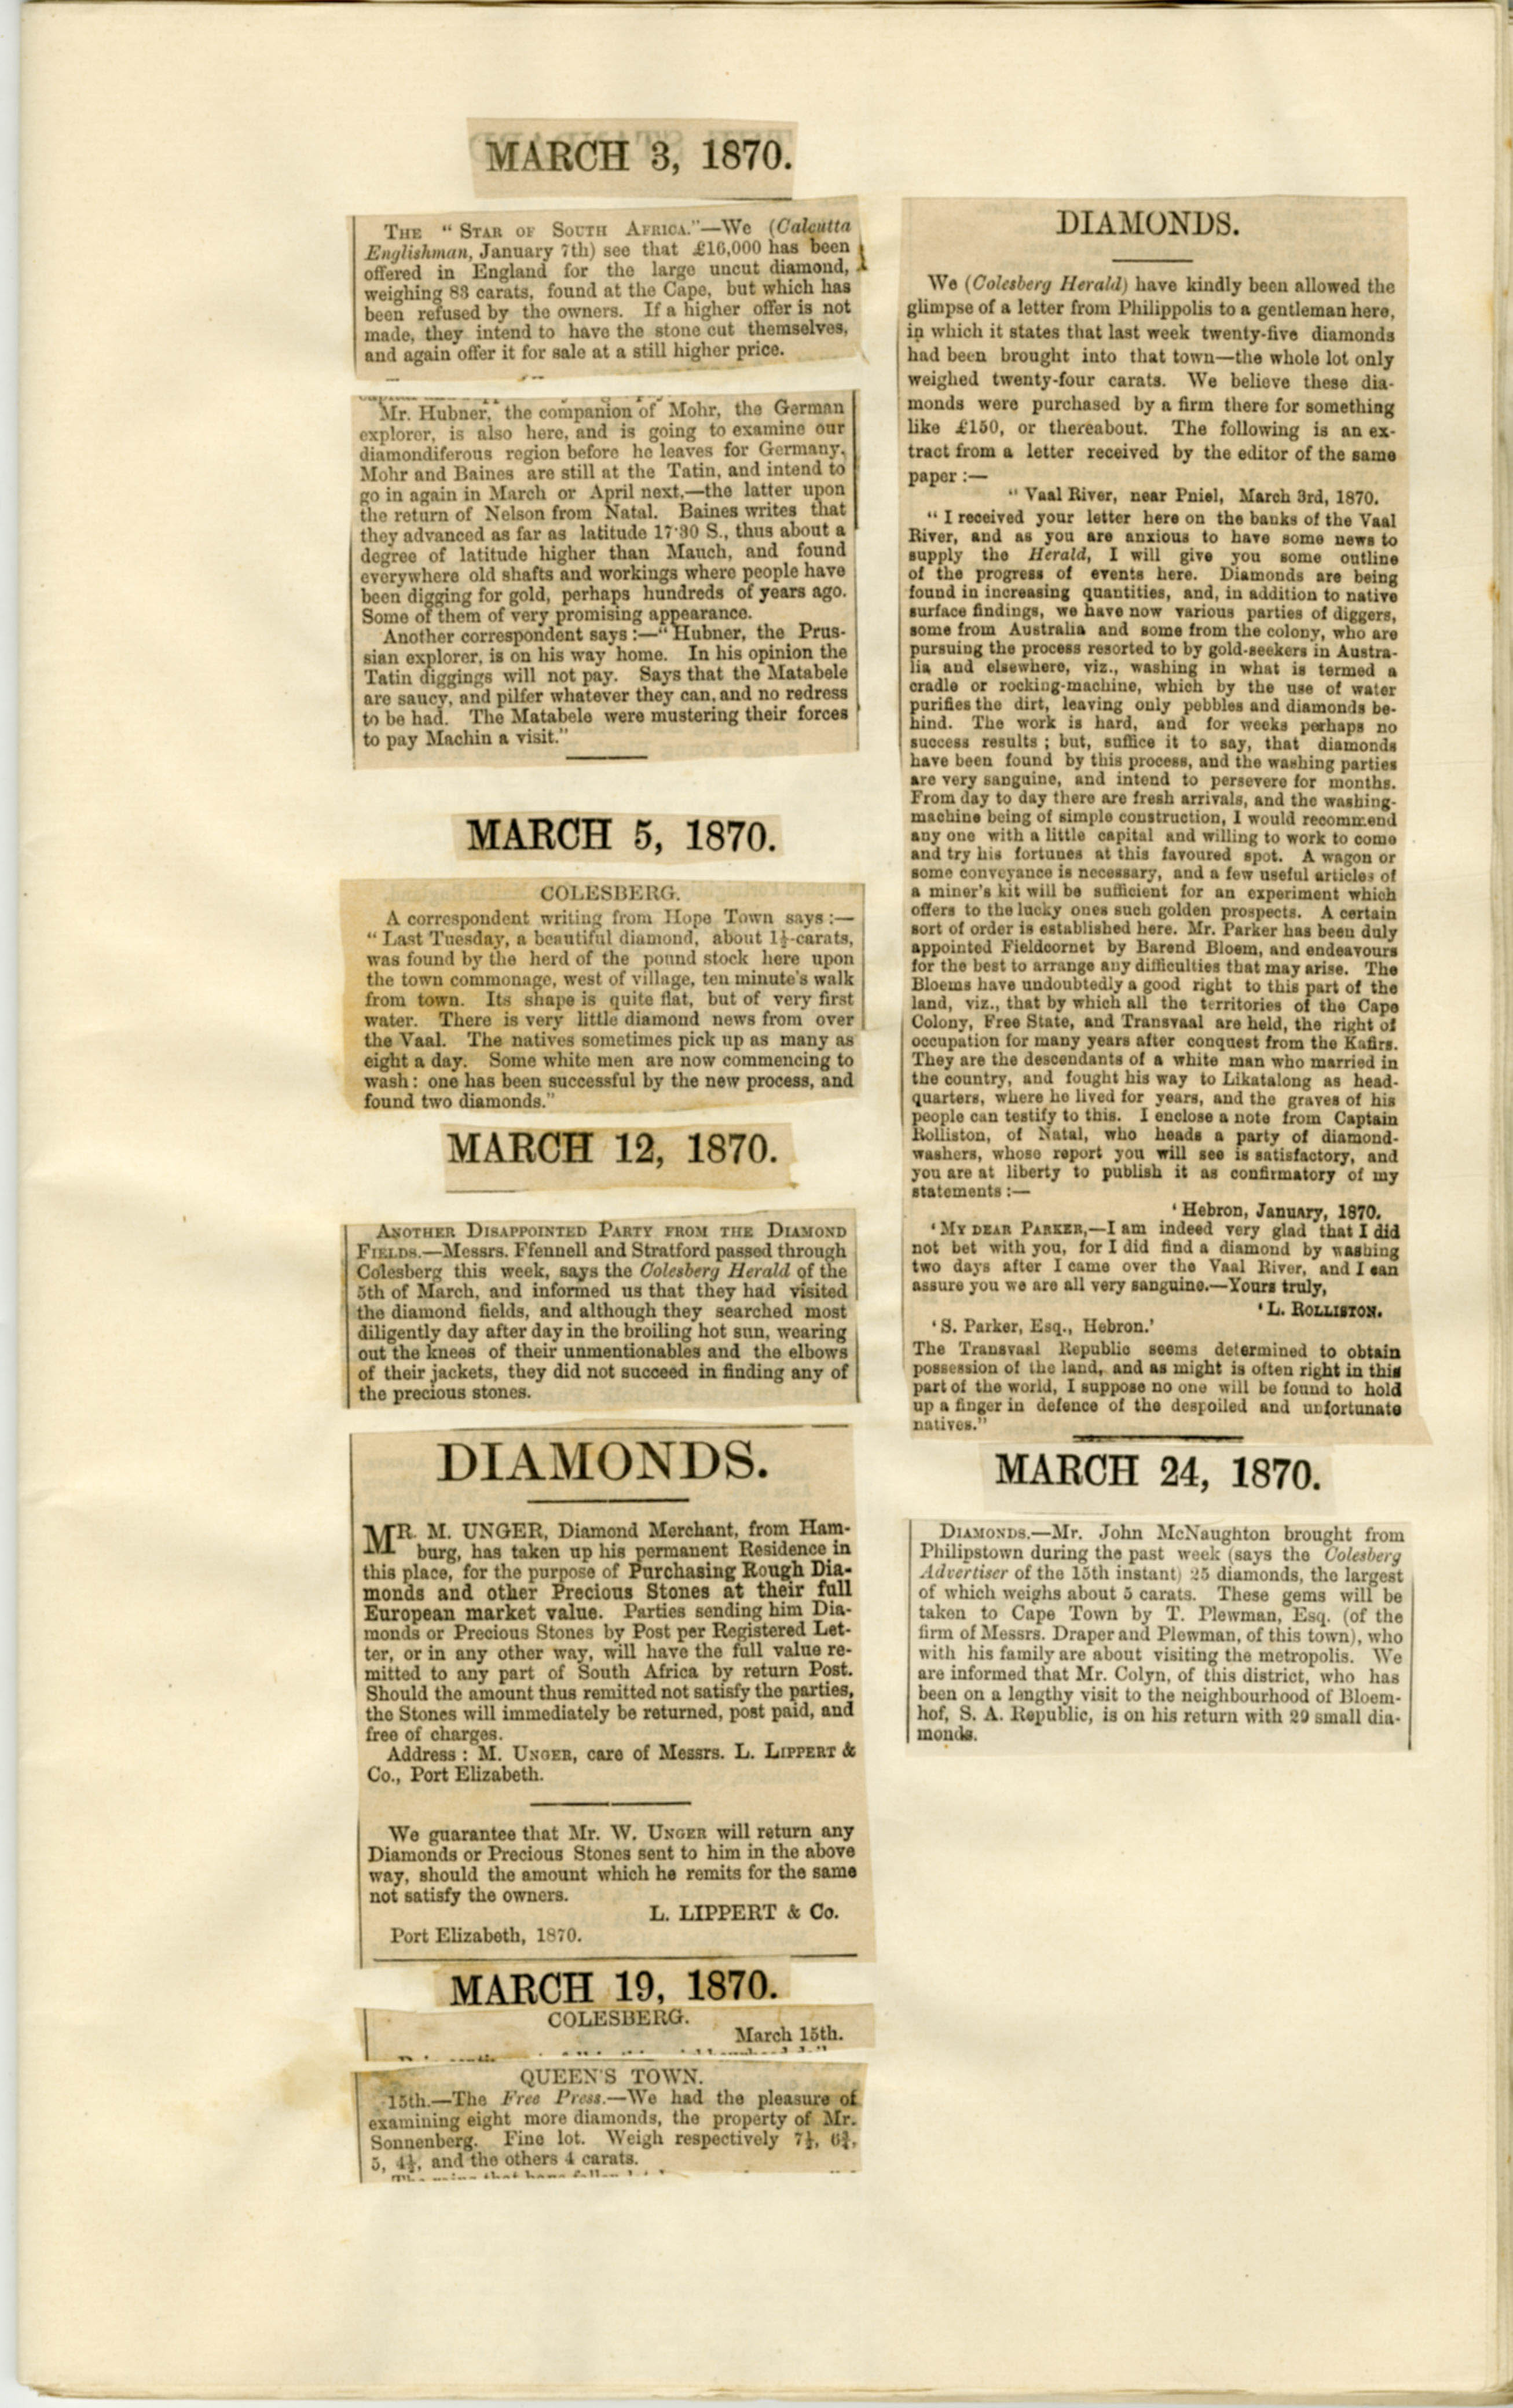 MARCH 3, 1870.
THE "STAR OF SOUTH AFRICA."—We (Calcutta
Englishman, January 7th) see that £16,000 has been
offered in England for the large uncut diamond,
weighing 83 carats, found at the Cape, but which has
been refused by the owners. If a higher offer is not
made, they intend to have the stone cut themselves,
and again offer it for sale at a still higher price.
Mr. Hubner, the companion of Mohr, the German
explorer, is also here, and is going to examine our
diamondiferous region before he leaves for Germany.
Mohr and Baines are still at the Tatin, and intend to
go in again in March or April next,—the latter upon
the return of Nelson from Natal. Baines writes that
they advanced as far as latitude 17·30 S., thus about a
degree of latitude higher than Mauch, and found
everywhere old shafts and workings where people have
been digging for gold, perhaps hundreds of years ago.
Some of them of very promising appearance.
Another correspondent says:—"Hubner, the Prus-
sian explorer, is on his way home. In his opinion the
Tatin diggings will not pay. Says that the Matabele
are saucy, and pilfer whatever they can, and no redress
to be had. The Matabele were mustering their forces
to pay Machin a visit."
MARCH 5, 1870.
COLESBERG.
A correspondent writing from Hope Town says:—
"Last Tuesday, a beautiful diamond, about 1½-carats,
was found by the herd of the pound stock here upon
the town commonage, west of village, ten minute's walk
from town. Its shape is quite flat, but of very first
water. There is very little diamond news from over
the Vaal. The natives sometimes pick up as many as
eight a day. Some white men are now commencing to
wash: one has been successful by the new process, and
found two diamonds."
MARCH 12, 1870.
ANOTHER DISAPPOINTED PARTY FROM THE DIAMOND
FIELDS.—Messrs. Ffennell and Stratford passed through
Colesberg this week, says the Colesberg Herald of the
5th of March, and informed us that they had visited
the diamond fields, and although they searched most
diligently day after day in the broiling hot sun, wearing
out the knees of their unmentionables and the elbows
of their jackets, they did not succeed in finding any of
the precious stones.
DIAMONDS.
MR. M. UNGER, Diamond Merchant, from Ham-
burg, has taken up his permanent Residence in
this place, for the purpose of Purchasing Rough Dia-
monds and other Precious Stones at their full
European market value. Parties sending him Dia-
monds or Precious Stones by Post per Registered Let-
ter, or in any other way, will have the full value re-
mitted to any part of South Africa by return Post.
Should the amount thus remitted not satisfy the parties,
the Stones will immediately be returned, post paid, and
free of charges.
Address: M. UNGER, care of Messrs. L. LIPPERT &
Co., Port Elizabeth.
We guarantee that Mr. W. UNGER will return any
Diamonds or Precious Stones sent to him in the above
way, should the amount which he remits for the same
not satisfy the owners.
L. LIPPERT & Co.
Port Elizabeth, 1870.
MARCH 19, 1870.
COLESBERG.
March 15th.
QUEEN'S TOWN.
15th.—The Free Press.—We had the pleasure of
examining eight more diamonds, the property of Mr.
Sonnenberg. Fine lot. Weigh respectively 7½, 6¾,
5, 4½, and the others 4 carats.
DIAMONDS.
We (Colesberg Herald) have kindly been allowed the
glimpse of a letter from Philippolis to a gentleman here,
in which it states that last week twenty-five diamonds
had been brought into that town—the whole lot only
weighed twenty-four carats. We believe these dia-
monds were purchased by a firm there for something
like £150, or thereabout. The following is an ex-
tract from a letter received by the editor of the same
paper:—
"Vaal River, near Pniel, March 3rd, 1870.
"I received your letter here on the banks of the Vaal
River, and as you are anxious to have some news to
supply the Herald, I will give you some outline
of the progress of events here. Diamonds are being
found in increasing quantities, and, in addition to native
surface findings, we have now various parties of diggers,
some from Australia and some from the colony, who are
pursuing the process resorted to by gold-seekers in Austra-
lia and elsewhere, viz., washing in what is termed a
cradle or rocking-machine, which by the use of water
purifies the dirt, leaving only pebbles and diamonds be-
hind. The work is hard, and for weeks perhaps no
success results; but, suffice it to say, that diamonds
have been found by this process, and the washing parties
are very sanguine, and intend to persevere for months.
From day to day there are fresh arrivals, and the washing-
machine being of simple construction, I would recommend
any one with a little capital and willing to work to come
and try his fortunes at this favoured spot. A wagon or
some conveyance is necessary, and a few useful articles of
a miner's kit will be sufficient for an experiment which
offers to the lucky ones such golden prospects. A certain
sort of order is established here. Mr. Parker has been duly
appointed Fieldcornet by Barend Bloem, and endeavours
for the best to arrange any difficulties that may arise. The
Bloems have undoubtedly a good right to this part of the
land, viz., that by which all the territories of the Cape
Colony, Free State, and Transvaal are held, the right of
occupation for many years after conquest from the Kafirs.
They are the descendants of a white man who married in
the country, and fought his way to Likatalong as head-
quarters, where he lived for years, and the graves of his
people can testify to this. I enclose a note from Captain
Rolliston, of Natal, who heads a party of diamond-
washers, whose report you will see is satisfactory, and
you are at liberty to publish it as confirmatory of my
statements:—
'Hebron, January, 1870.
'MY DEAR PARKER,—I am indeed very glad that I did
not bet with you, for I did find a diamond by washing
two days after I came over the Vaal River, and I can
assure you we are all very sanguine.—Yours truly,
'L. ROLLISTON.
'S. Parker, Esq., Hebron.'
The Transvaal Republic seems determined to obtain
possession of the land, and as might is often right in this
part of the world, I suppose no one will be found to hold
up a finger in defence of the despoiled and unfortunate
natives."
MARCH 24, 1870.
DIAMONDS.—Mr. John McNaughton brought from
Philipstown during the past week (says the Colesberg
Advertiser of the 15th instant) 25 diamonds, the largest
of which weighs about 5 carats. These gems will be
taken to Cape Town by T. Plewman, Esq. (of the
firm of Messrs. Draper and Plewman, of this town), who
with his family are about visiting the metropolis. We
are informed that Mr. Colyn, of this district, who has
been on a lengthy visit to the neighbourhood of Bloem-
hof, S. A. Republic, is on his return with 29 small dia-
monds.